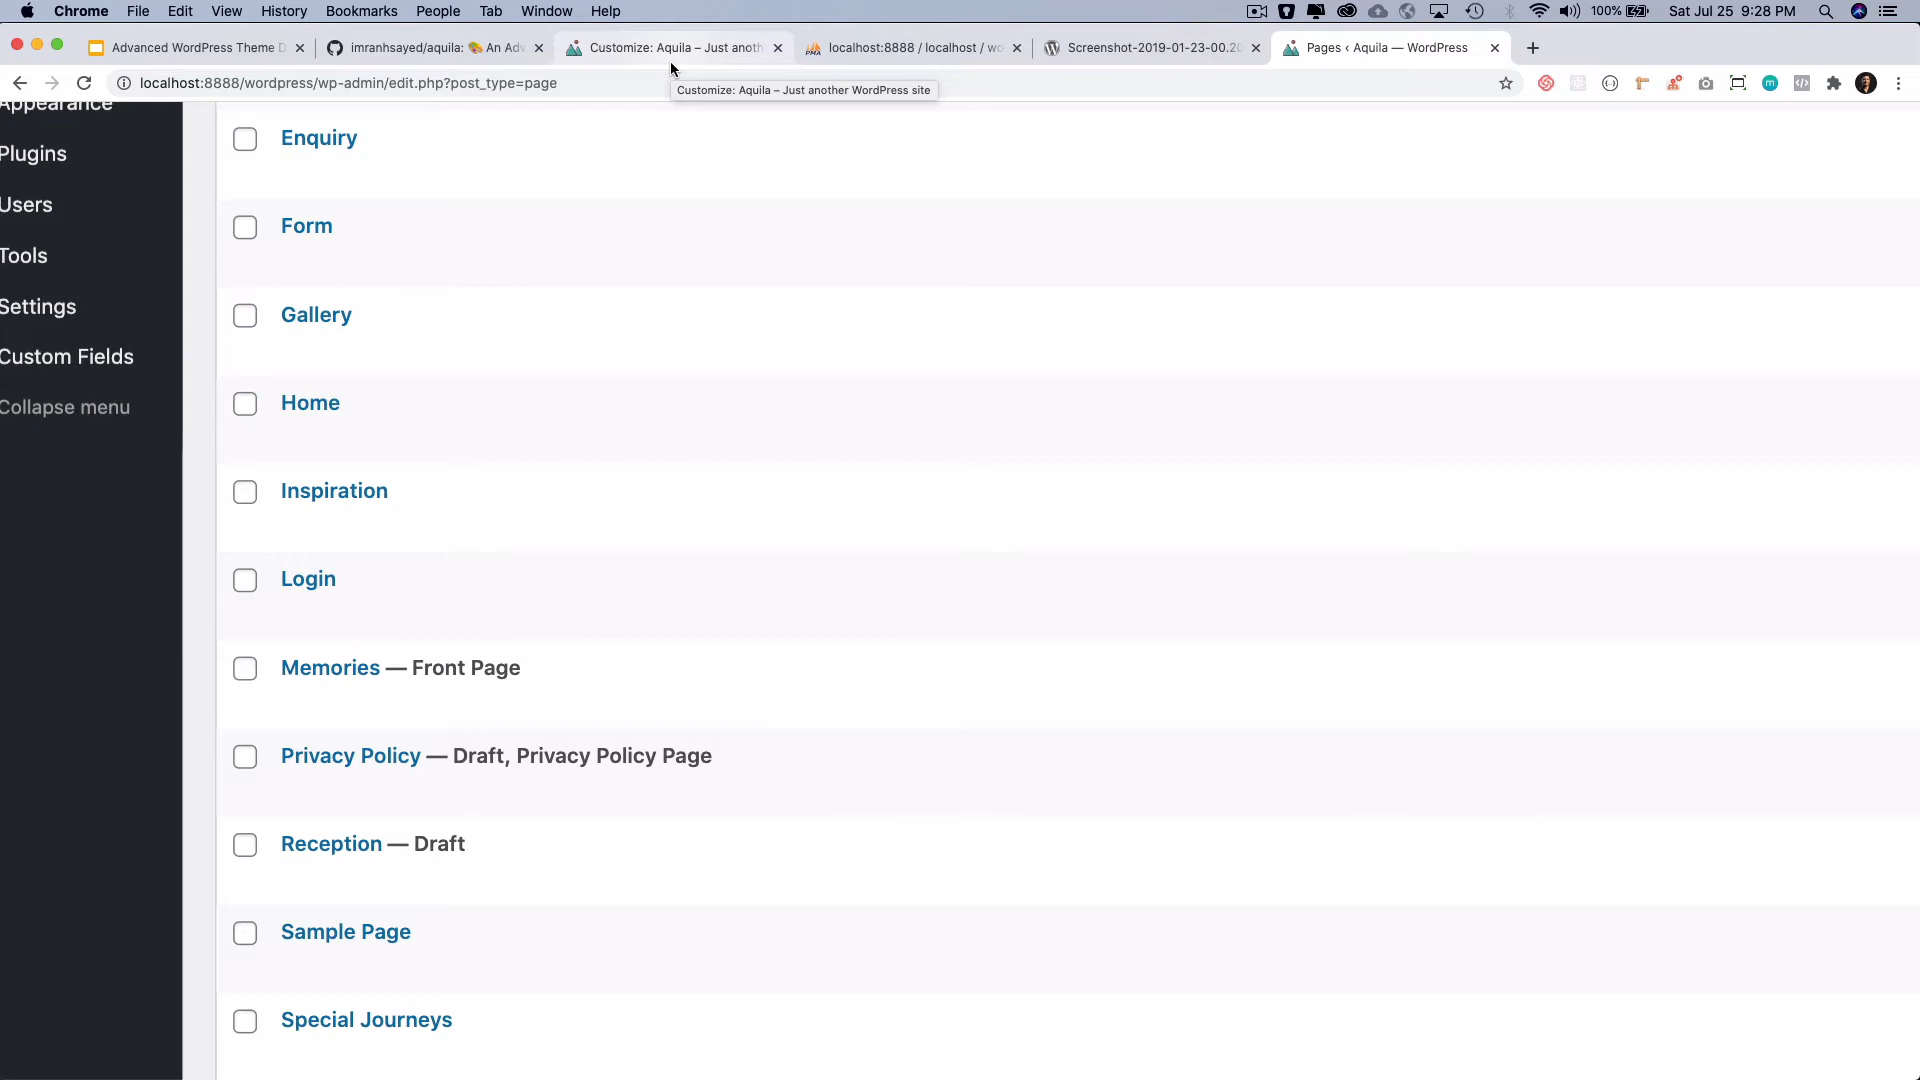 Chrome File Edit View History Bookmarks People Tab Window Help 100% Sat Jul 25 9:28 PM
Advanced WordPress Theme D
imranhsayed/aquila: 🎨 An Adv
Customize: Aquila – Just anoth
localhost:8888 / localhost / wo
Screenshot-2019-01-23-00.20
Pages ‹ Aquila — WordPress
localhost:8888/wordpress/wp-admin/edit.php?post_type=page
Customize: Aquila – Just another WordPress site
Appearance
Plugins
Users
Tools
Settings
Custom Fields
Collapse menu
Enquiry
Form
Gallery
Home
Inspiration
Login
Memories — Front Page
Privacy Policy — Draft, Privacy Policy Page
Reception — Draft
Sample Page
Special Journeys